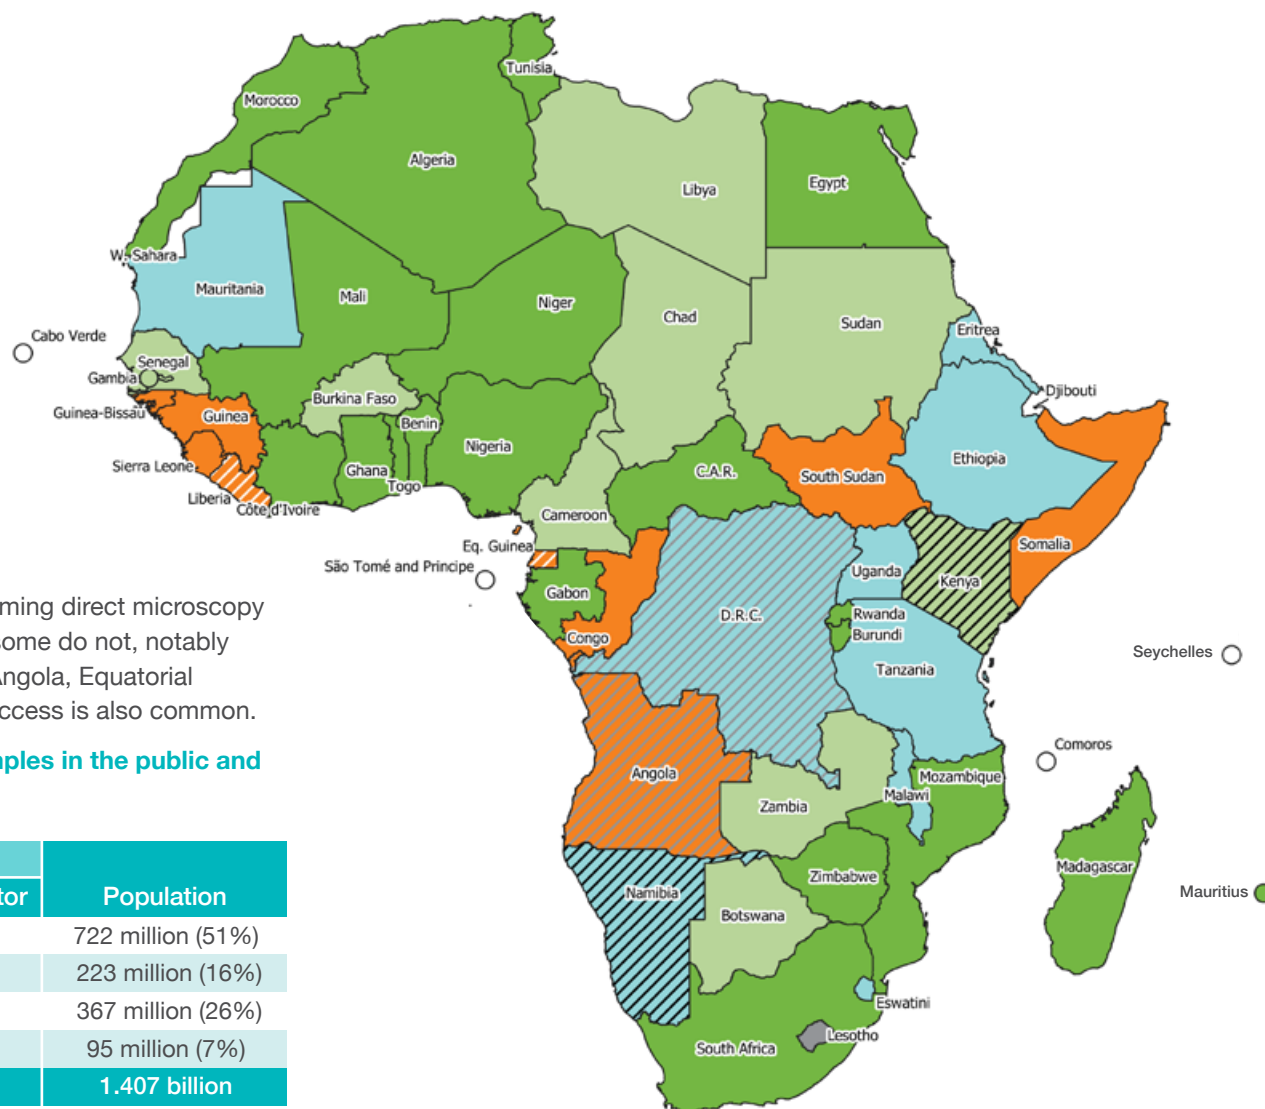 Tunisia
Morocco
Algeria
Libya
Egypt
W. Sahara
Mauritania
Mali
Niger
Chad
Sudan
Eritrea
Cabo Verde
Senegal
Gambia
Djibouti
Burkina Faso
Guinea-Bissau
Guinea
Benin
Nigeria
Ethiopia
Sierra Leone
Ghana
Togo
C.A.R.
South Sudan
Liberia
Côte d'Ivoire
Cameroon
Eq. Guinea
Somalia
São Tomé and Principe
Gabon
Uganda
Kenya
D.R.C.
Rwanda
Congo
Burundi
Seychelles
Tanzania
Comoros
Angola
Mozambique
Malawi
Zambia
Zimbabwe
Madagascar
Namibia
Mauritius
Botswana
Eswatini
Lesotho
South Africa
ming direct microscopy
some do not, notably
Angola, Equatorial
ccess is also common.
nples in the public and
tor
Population
722 million (51%)
223 million (16%)
367 million (26%)
95 million (7%)
1.407 billion